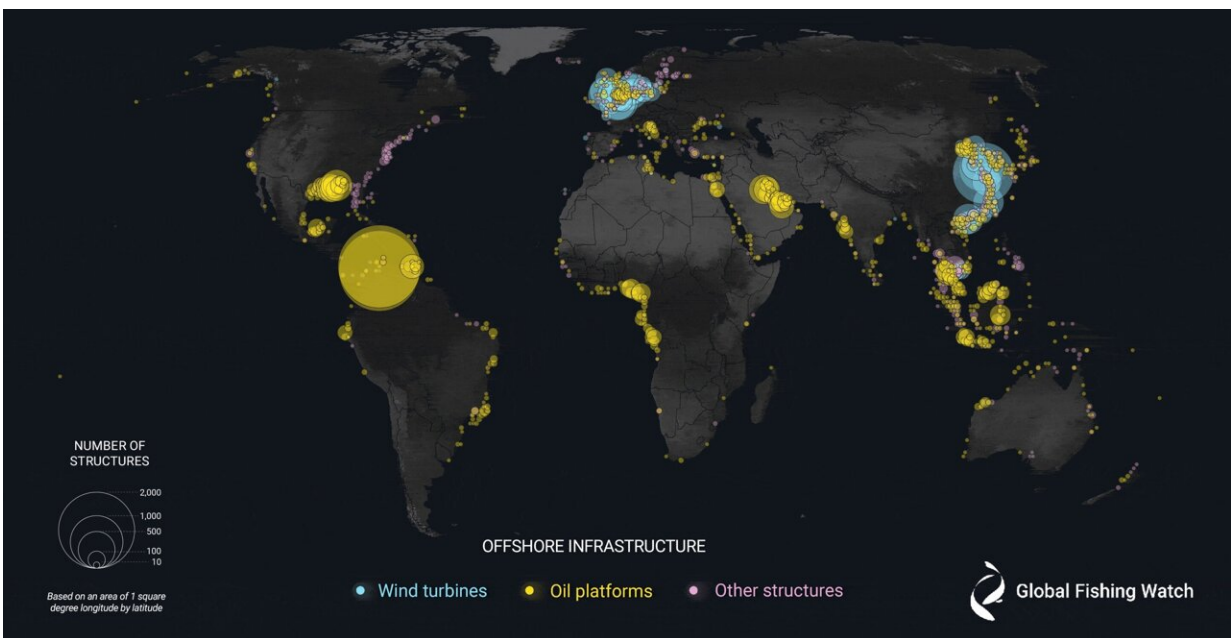 NUMBER OF
STRUCTURES
2,000
1,000
500
100
10
Based on an area of 1 square
degree longitude by latitude
OFFSHORE INFRASTRUCTURE
Wind turbines
Oil platforms
Other structures
Global Fishing Watch